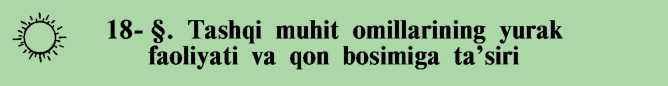 18- §. Tashqi muhit omillarining yurak
faoliyati va qon bosimiga ta’siri